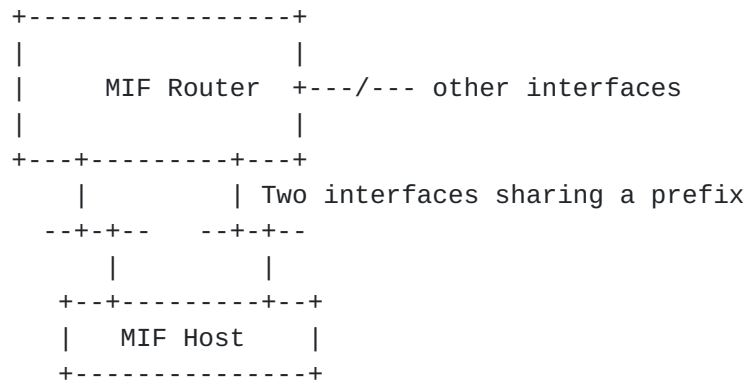 MIF Router
other interfaces
Two interfaces sharing a prefix
MIF Host